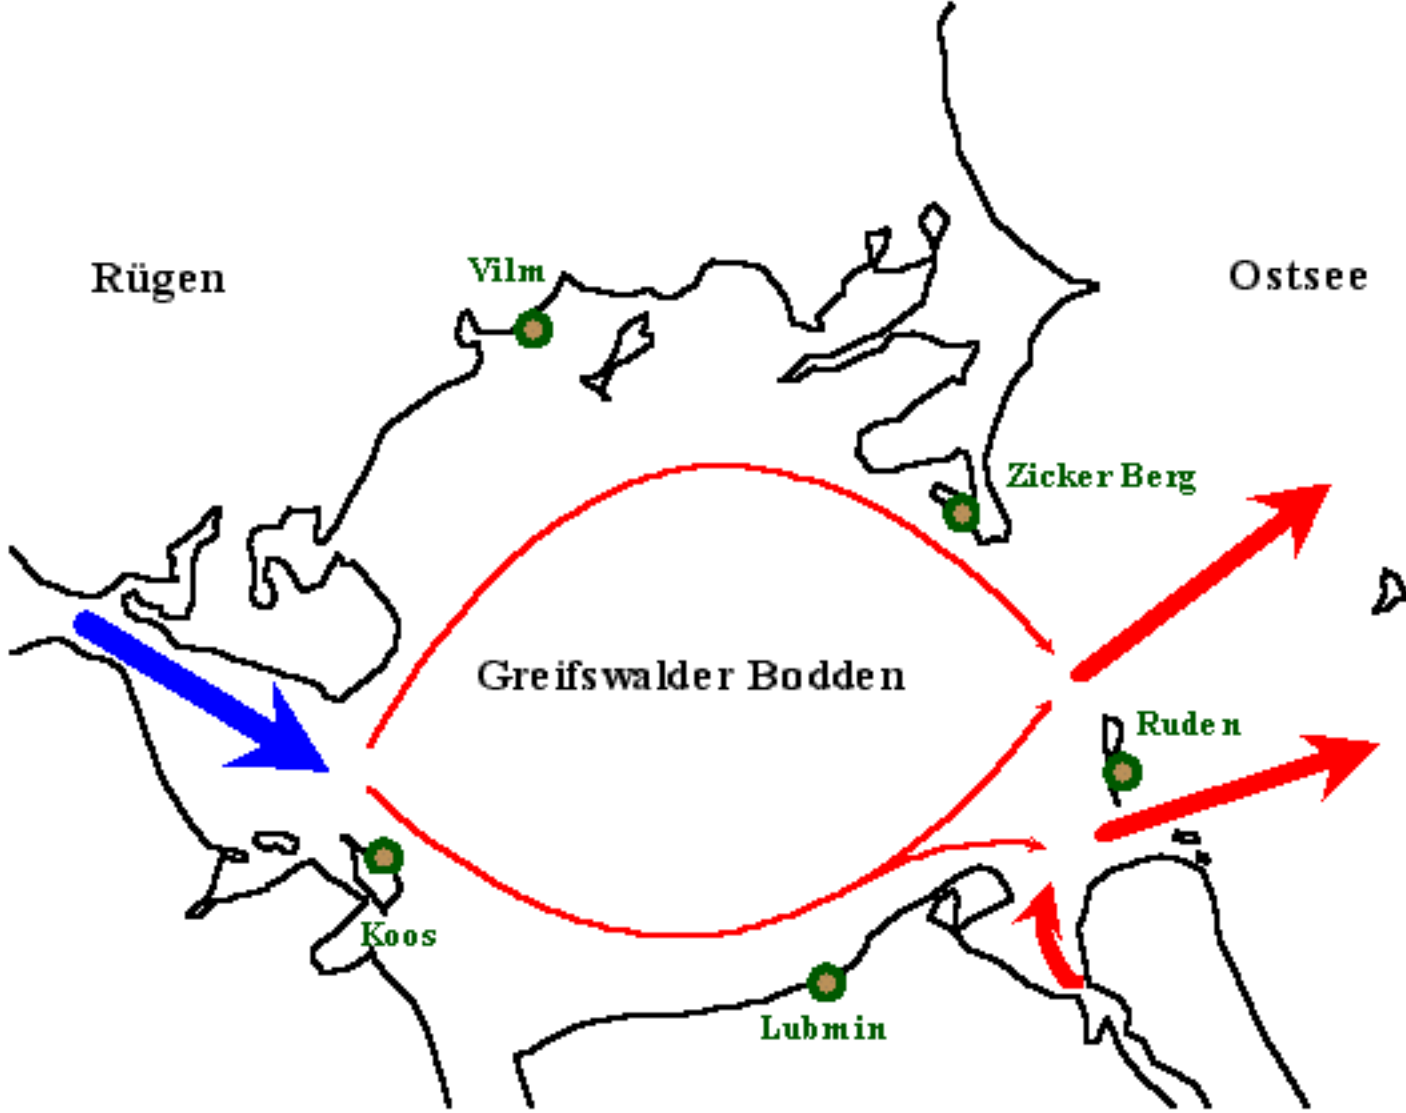 Vilm
Rügen
Ostsee
Zicker Berg
Greifswalder Bodden
Ruden
Koos
Lubmin